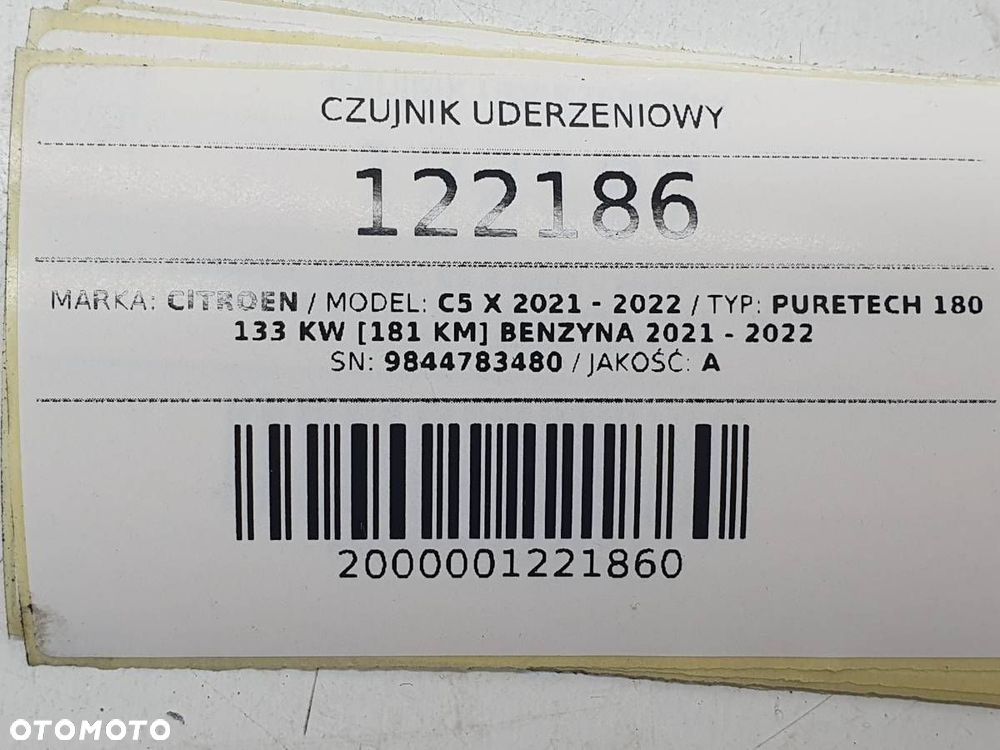 CZUJNIK UDERZENIOWY
122186
MARKA: CITROEN / MODEL: C5 X 2021 - 2022 / TYP: PURETECH 180
133 KW [181 KM] BENZYNA 2021 - 2022
SN: 9844783480 / JAKOŚĆ: A
2000001221860
OTOMOTO